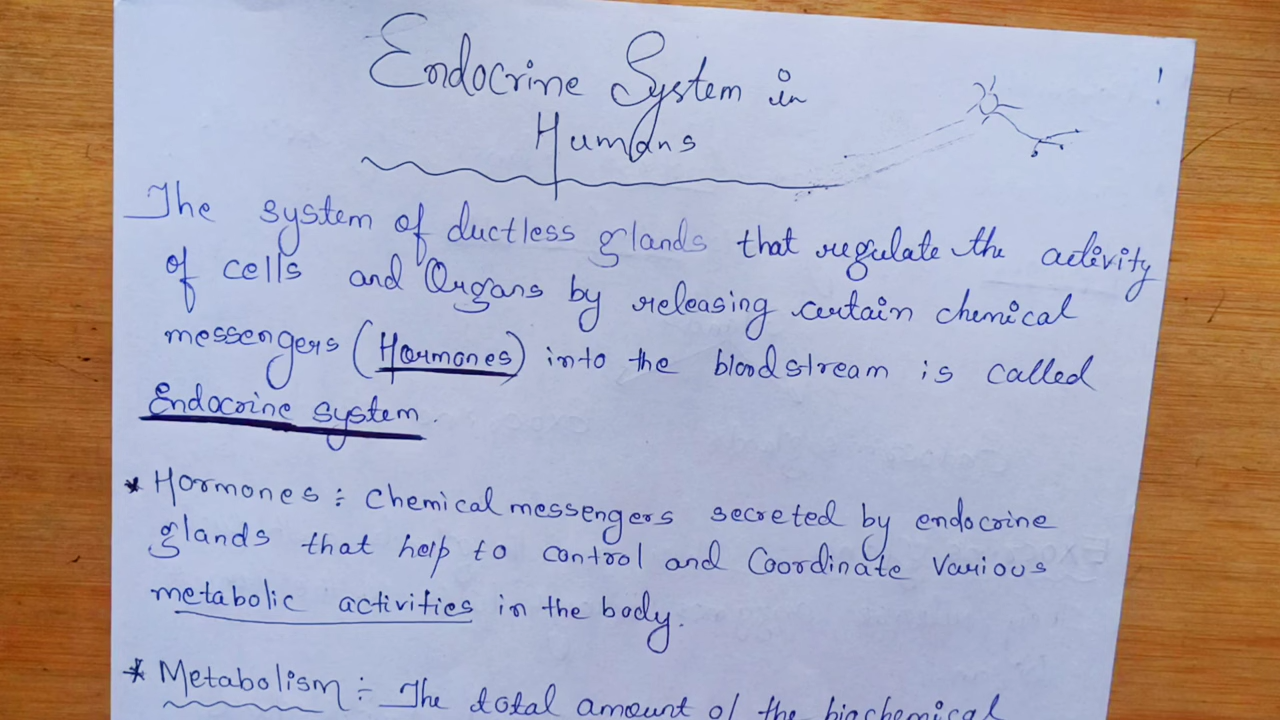 Endocrine System in
Humans
The system of ductless glands that regulate the activity
of cells and Organs by releasing certain chemical
messengers (Hormones) into the bloodstream is called
Endocrine system.
* Hormones : Chemical messengers secreted by endocrine
glands that help to control and Coordinate Various
metabolic activities in the body.
* Metabolism :- The total amount of the biochemical